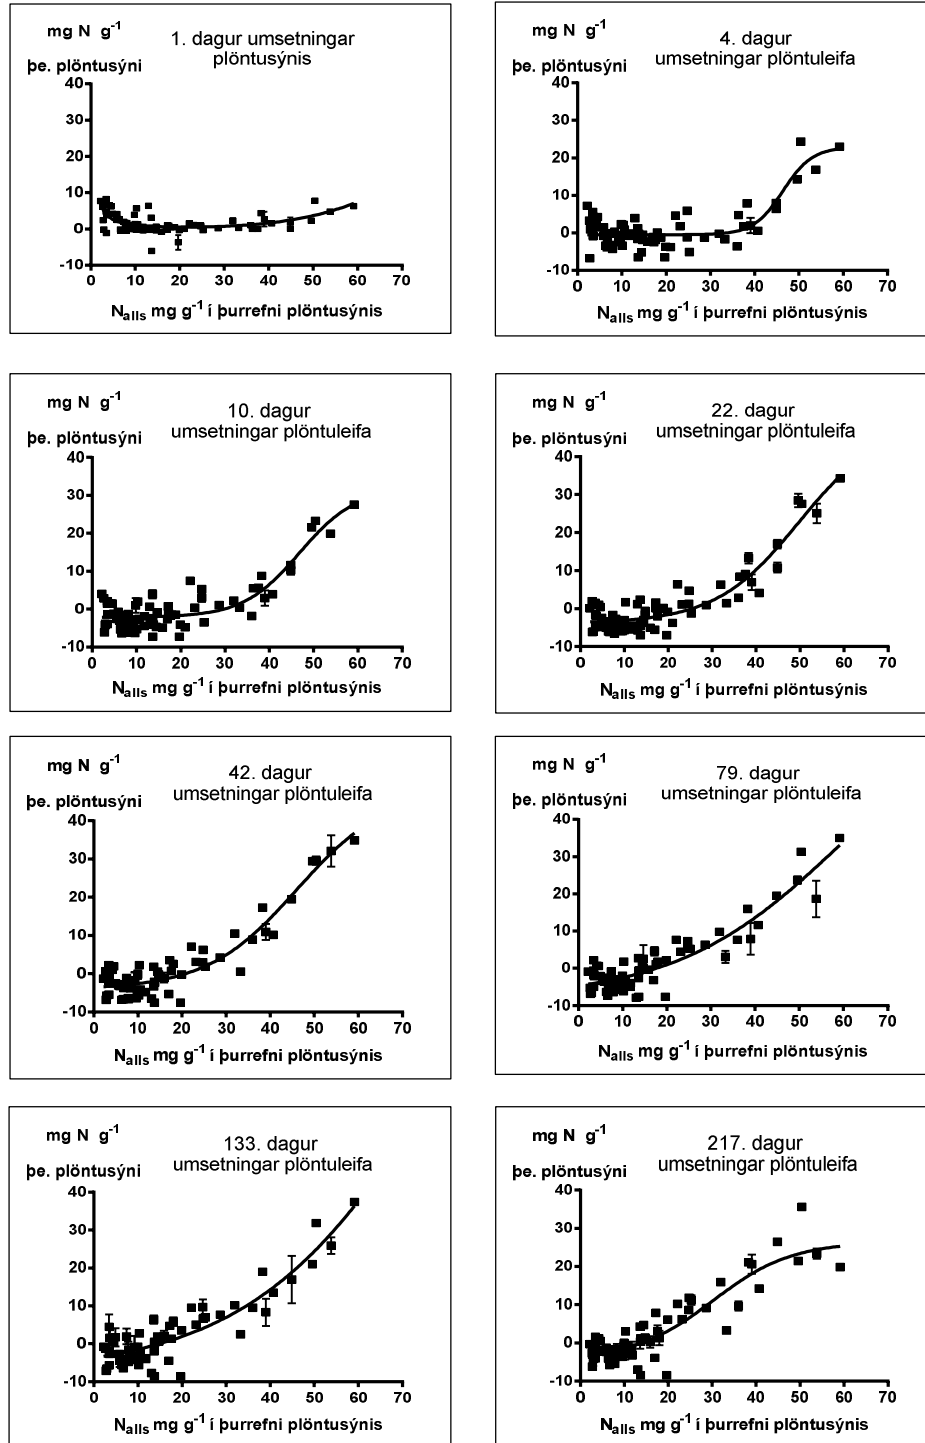 mg N g⁻¹
1. dagur umsetningar
plöntusýnis
þe. plöntusýni
40
30
20
10
0
-10
0 10 20 30 40 50 60 70
Nalls mg g⁻¹ í þurrefni plöntusýnis
mg N g⁻¹
4. dagur
umsetningar plöntuleifa
þe. plöntusýni
40
30
20
10
0
-10
0 10 20 30 40 50 60 70
Nalls mg g⁻¹ í þurrefni plöntusýnis
mg N g⁻¹
10. dagur
umsetningar plöntuleifa
þe. plöntusýni
40
30
20
10
0
-10
0 10 20 30 40 50 60 70
Nalls mg g⁻¹ í þurrefni plöntusýnis
mg N g⁻¹
22. dagur
umsetningar plöntuleifa
þe. plöntusýni
40
30
20
10
0
-10
0 10 20 30 40 50 60 70
Nalls mg g⁻¹ í þurrefni plöntusýnis
mg N g⁻¹
42. dagur
umsetningar plöntuleifa
þe. plöntusýni
40
30
20
10
0
-10
0 10 20 30 40 50 60 70
Nalls mg g⁻¹ í þurrefni plöntusýnis
mg N g⁻¹
79. dagur
umsetningar plöntuleifa
þe. plöntusýni
40
30
20
10
0
-10
0 10 20 30 40 50 60 70
Nalls mg g⁻¹ í þurrefni plöntusýnis
mg N g⁻¹
133. dagur
umsetningar plöntuleifa
þe. plöntusýni
40
30
20
10
0
-10
0 10 20 30 40 50 60 70
Nalls mg g⁻¹ í þurrefni plöntusýnis
mg N g⁻¹
217. dagur
umsetningar plöntuleifa
þe. plöntusýni
40
30
20
10
0
-10
0 10 20 30 40 50 60 70
Nalls mg g⁻¹ í þurrefni plöntusýnis